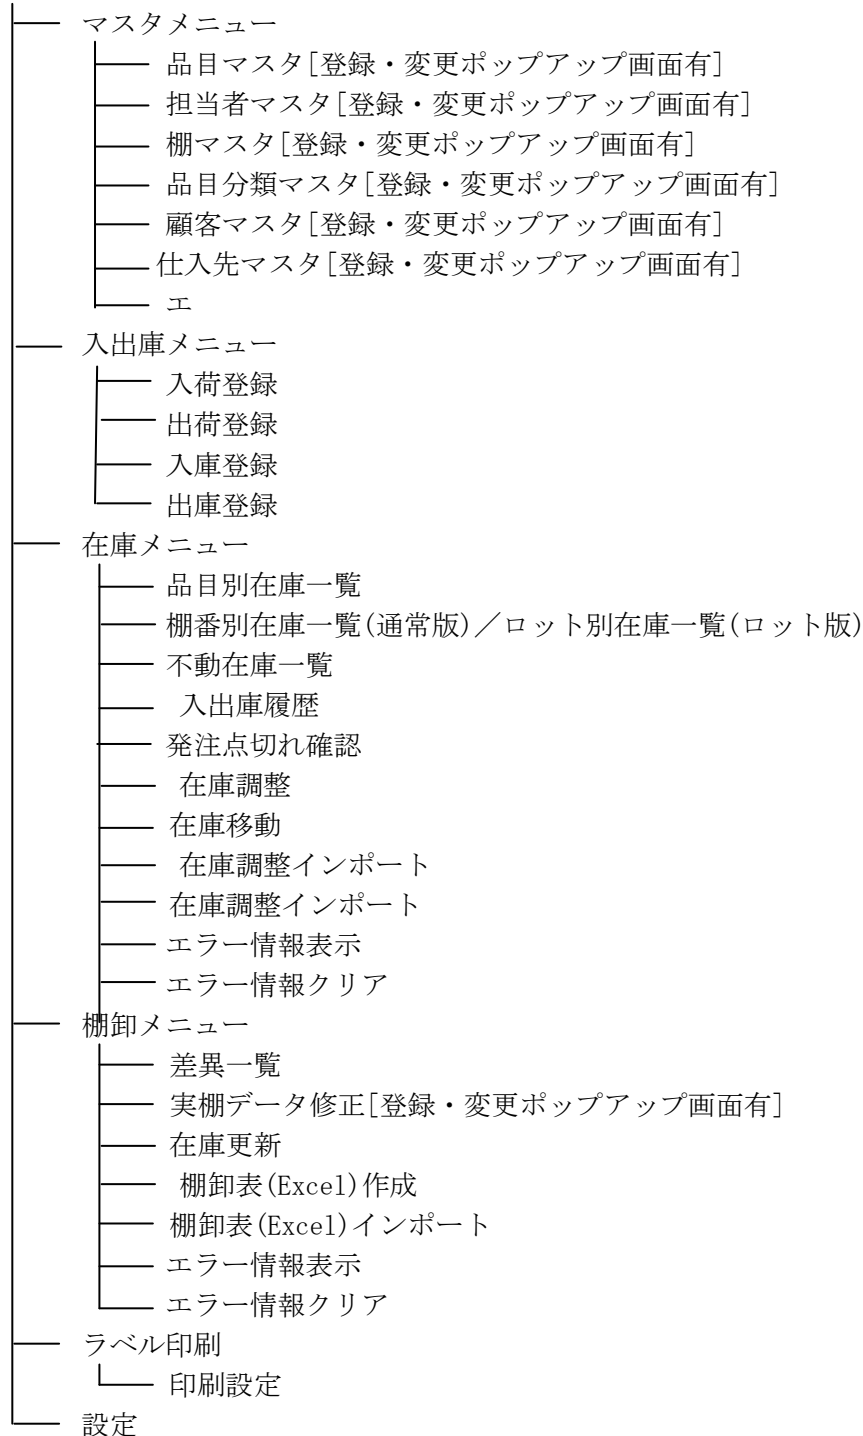 マスタメニュー
品目マスタ[登録・変更ポップアップ画面有]
担当者マスタ[登録・変更ポップアップ画面有]
棚マスタ[登録・変更ポップアップ画面有]
品目分類マスタ[登録・変更ポップアップ画面有]
顧客マスタ[登録・変更ポップアップ画面有]
仕入先マスタ[登録・変更ポップアップ画面有]
エ
入出庫メニュー
入荷登録
出荷登録
入庫登録
出庫登録
在庫メニュー
品目別在庫一覧
棚番別在庫一覧(通常版)／ロット別在庫一覧(ロット版)
不動在庫一覧
入出庫履歴
発注点切れ確認
在庫調整
在庫移動
在庫調整インポート
在庫調整インポート
エラー情報表示
エラー情報クリア
棚卸メニュー
差異一覧
実棚データ修正[登録・変更ポップアップ画面有]
在庫更新
棚卸表(Excel)作成
棚卸表(Excel)インポート
エラー情報表示
エラー情報クリア
ラベル印刷
印刷設定
設定